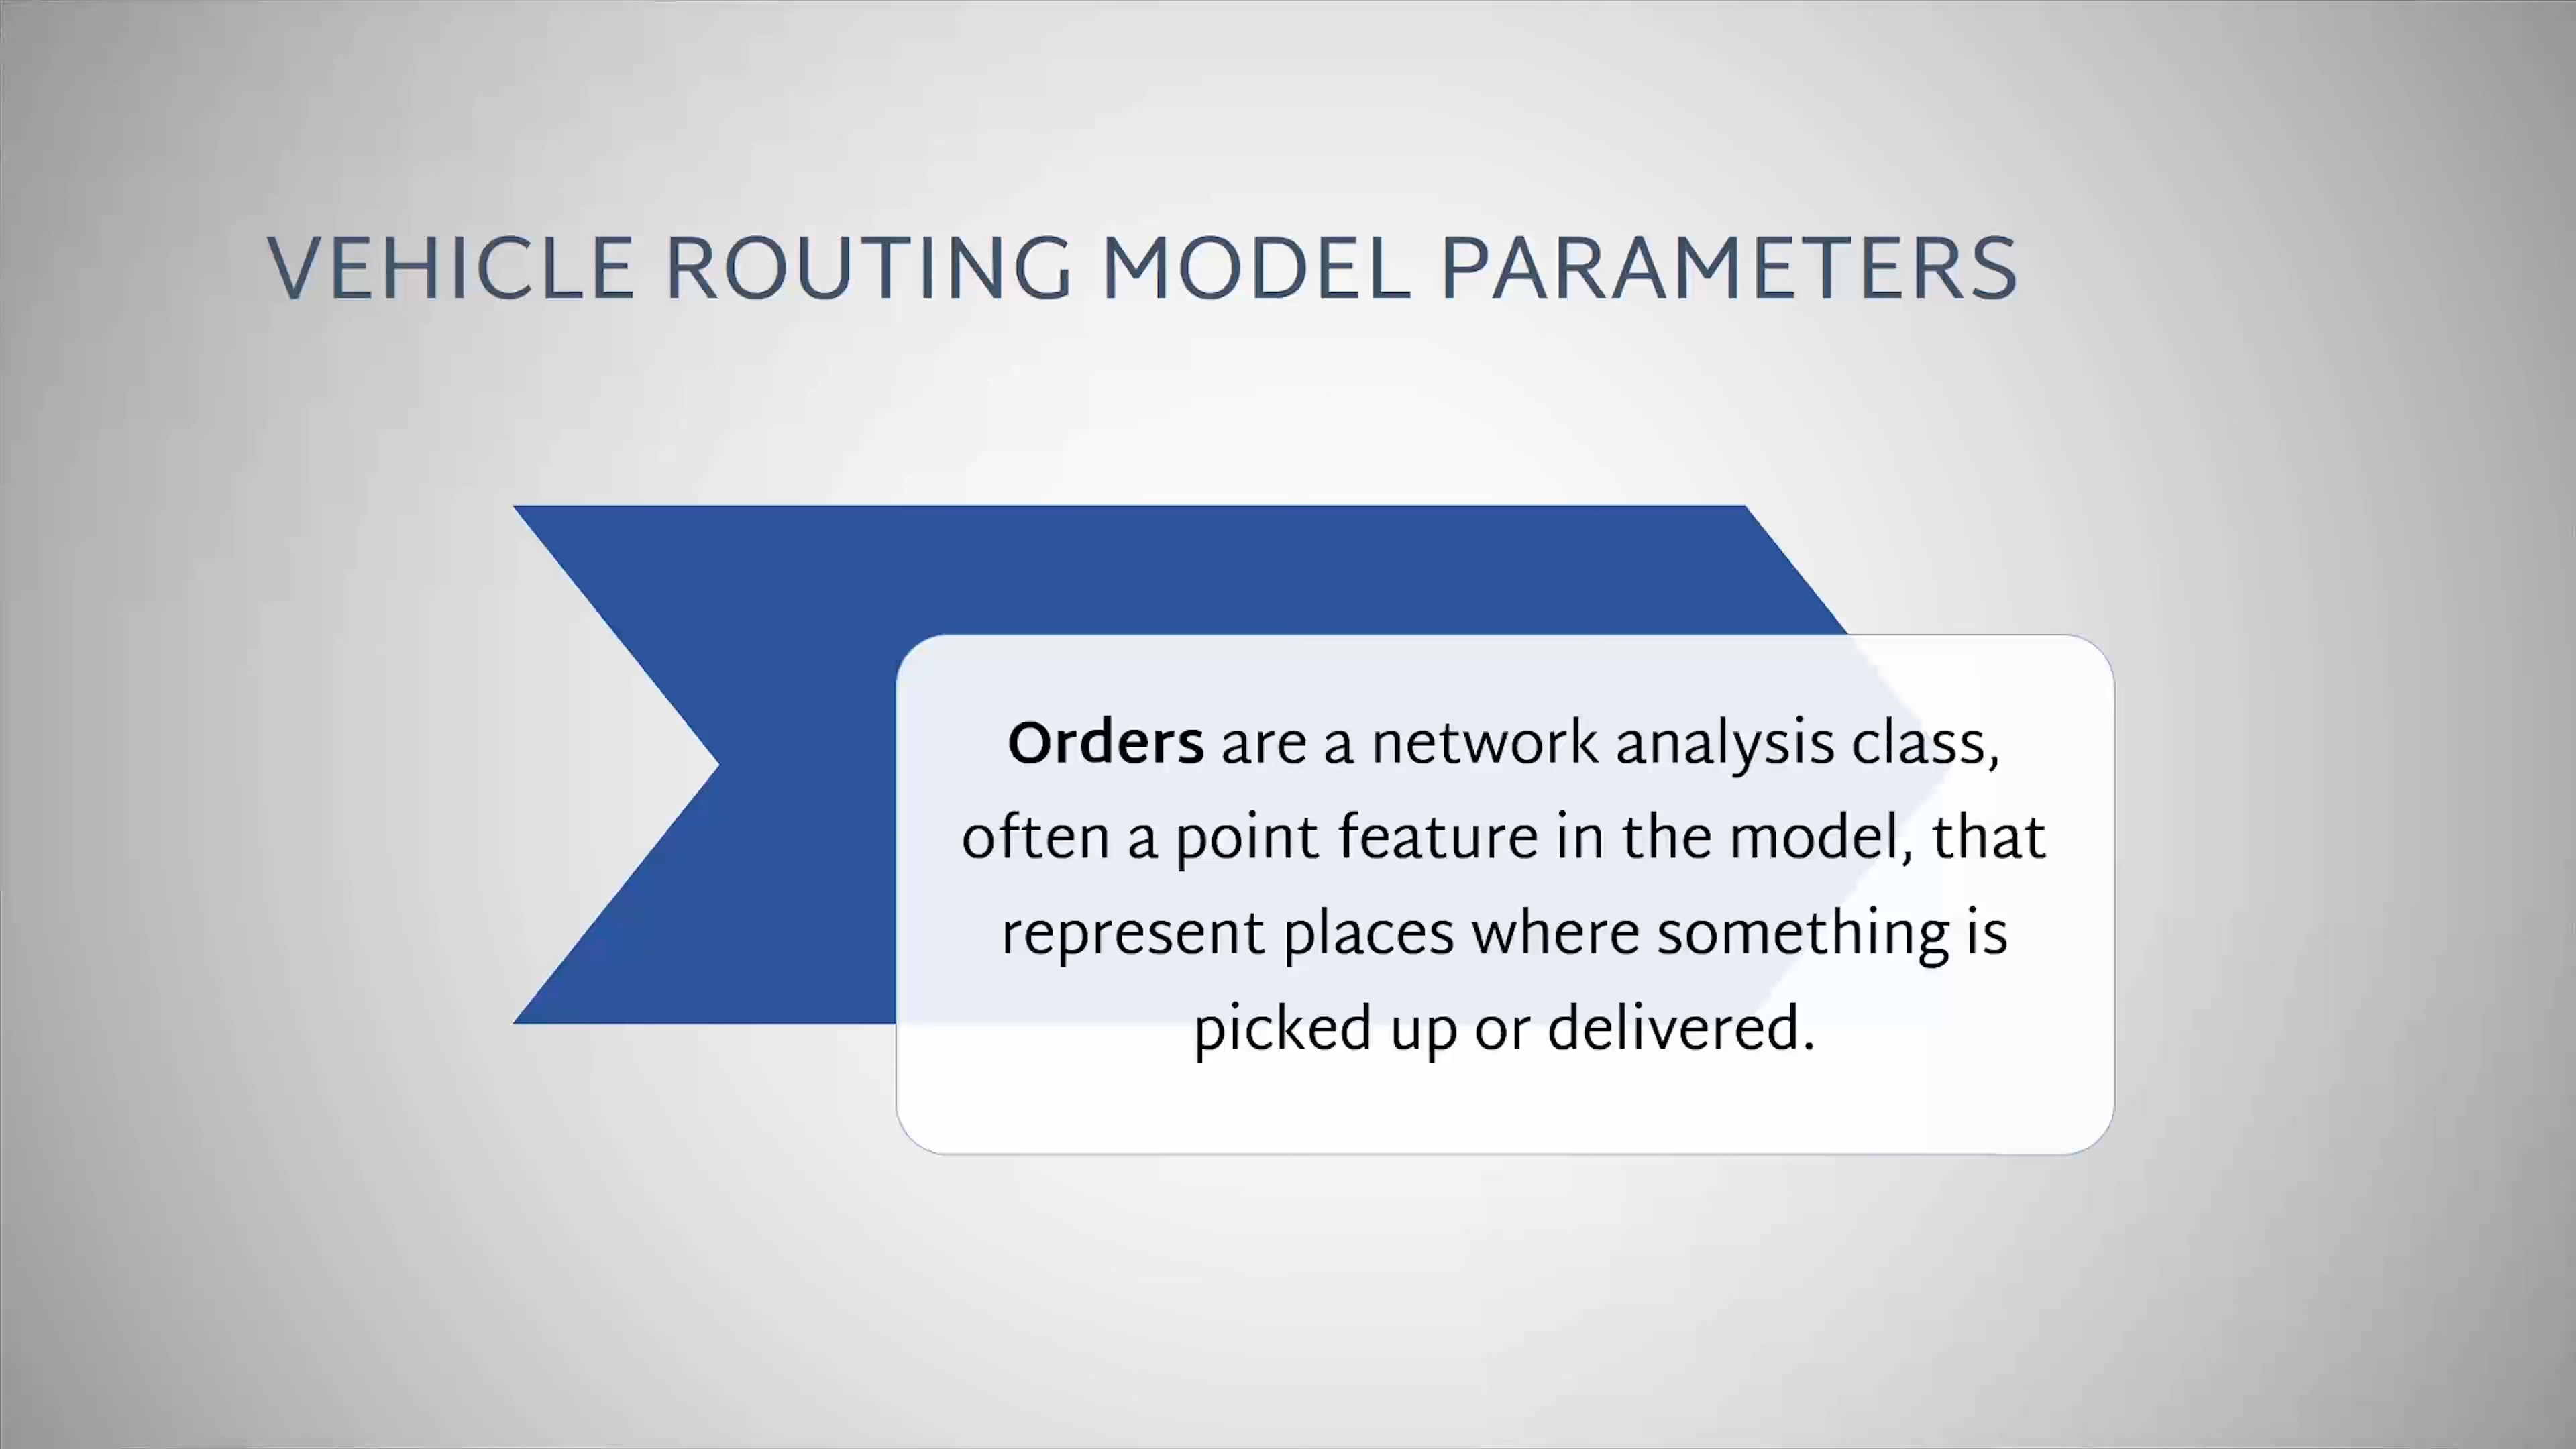 VEHICLE ROUTING MODEL PARAMETERS
Orders are a network analysis class,
often a point feature in the model, that
represent places where something is
picked up or delivered.